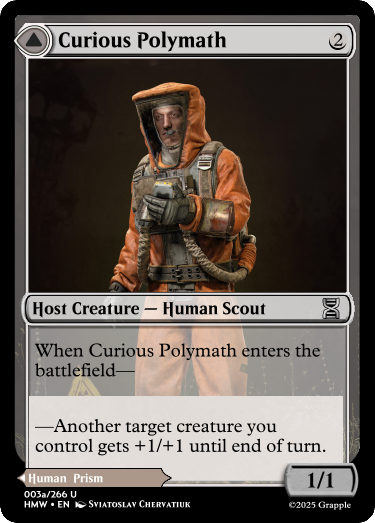 Curious Polymath 2
Host Creature — Human Scout
When Curious Polymath enters the
battlefield—
—Another target creature you
control gets +1/+1 until end of turn.
Human Prism
1/1
003a/266 U
HMW • EN Sviatoslav Chervatiuk
©2025 Grapple